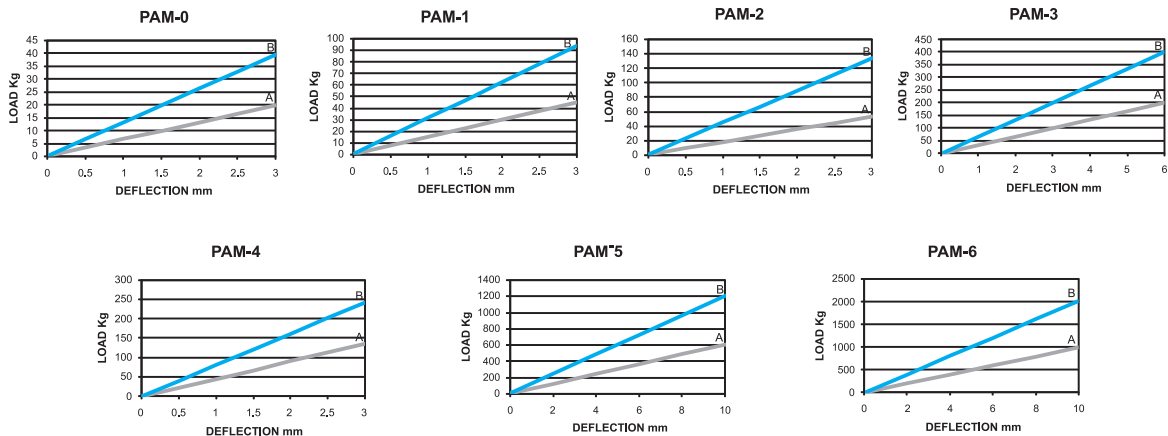 PAM-0
LOAD Kg
45
40
35
30
25
20
15
10
5
0
B
A
0 0.5 1 1.5 2 2.5 3
DEFLECTION mm
PAM-1
LOAD Kg
100
90
80
70
60
50
40
30
20
10
0
B
A
0 0.5 1 1.5 2 2.5 3
DEFLECTION mm
PAM-2
LOAD Kg
160
140
120
100
80
60
40
20
0
B
A
0 0.5 1 1.5 2 2.5 3
DEFLECTION mm
PAM-3
LOAD Kg
450
400
350
300
250
200
150
100
50
0
B
A
0 1 2 3 4 5 6
DEFLECTION mm
PAM-4
LOAD Kg
300
250
200
150
100
50
0
B
A
0 0.5 1 1.5 2 2.5 3
DEFLECTION mm
PAM-5
LOAD Kg
1400
1200
1000
800
600
400
200
0
B
A
0 2 4 6 8 10
DEFLECTION mm
PAM-6
LOAD Kg
2500
2000
1500
1000
500
0
B
A
0 2 4 6 8 10
DEFLECTION mm